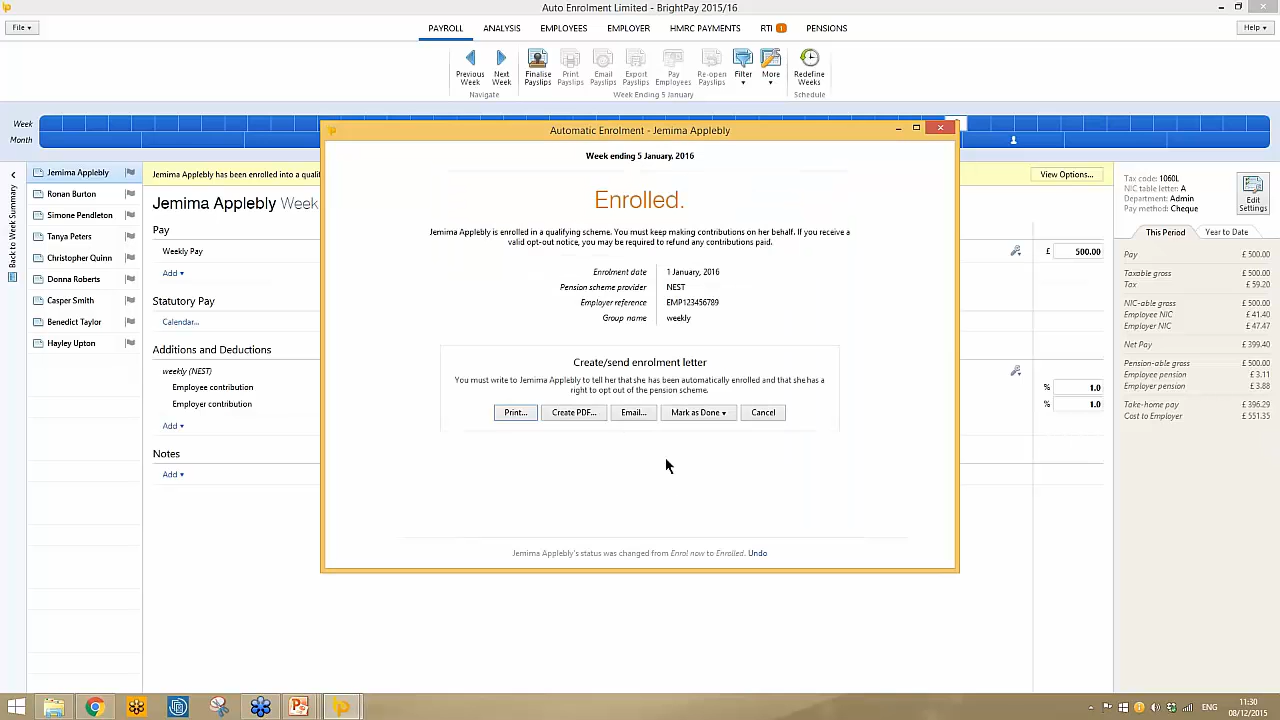 Auto Enrolment Limited - BrightPay 2015/16
File
PAYROLL ANALYSIS EMPLOYEES EMPLOYER HMRC PAYMENTS RTI 1 PENSIONS
Help
Previous Week
Next Week
Finalise Payslips
Print Payslips
Email Payslips
Export Payslips
Pay Employees
Re-open Payslips
Filter
More
Redefine Weeks
Navigate
Week Ending 5 January
Schedule
Week
Month
Back to Week Summary
Jemima Applebly
Ronan Burton
Simone Pendleton
Tanya Peters
Christopher Quinn
Donna Roberts
Casper Smith
Benedict Taylor
Hayley Upton
Jemima Applebly has been enrolled into a quali
View Options...
Jemima Applebly Week
Pay
Weekly Pay
£ 500.00
Add
Statutory Pay
Calendar...
Additions and Deductions
weekly (NEST)
Employee contribution
% 1.0
Employer contribution
% 1.0
Add
Notes
Add
Automatic Enrolment - Jemima Applebly
Week ending 5 January, 2016
Enrolled.
Jemima Applebly is enrolled in a qualifying scheme. You must keep making contributions on her behalf. If you receive a
valid opt-out notice, you may be required to refund any contributions paid.
Enrolment date 1 January, 2016
Pension scheme provider NEST
Employer reference EMP123456789
Group name weekly
Create/send enrolment letter
You must write to Jemima Applebly to tell her that she has been automatically enrolled and that she has a
right to opt out of the pension scheme.
Print... Create PDF... Email... Mark as Done Cancel
Jemima Applebly's status was changed from Enrol now to Enrolled. Undo
Tax code: 1060L
NIC table letter: A
Department: Admin
Pay method: Cheque
Edit Settings
This Period Year to Date
Pay £ 500.00
Taxable gross £ 500.00
Tax £ 59.20
NIC-able gross £ 500.00
Employee NIC £ 41.40
Employer NIC £ 47.47
Net Pay £ 399.40
Pension-able gross £ 500.00
Employee pension £ 3.11
Employer pension £ 3.88
Take-home pay £ 396.29
Cost to Employer £ 551.35
ENG
11:30
08/12/2015